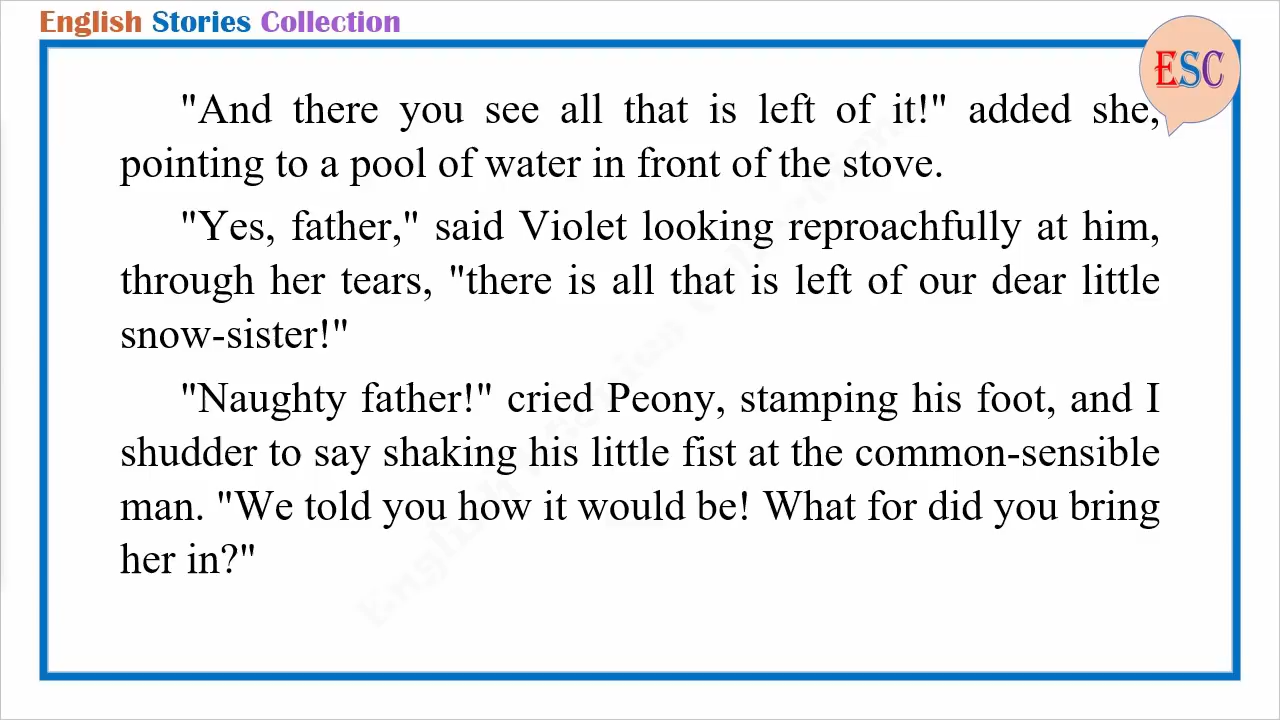 English Stories Collection
ESC
"And there you see all that is left of it!" added she,
pointing to a pool of water in front of the stove.
"Yes, father," said Violet looking reproachfully at him,
through her tears, "there is all that is left of our dear little
snow-sister!"
"Naughty father!" cried Peony, stamping his foot, and I
shudder to say shaking his little fist at the common-sensible
man. "We told you how it would be! What for did you bring
her in?"